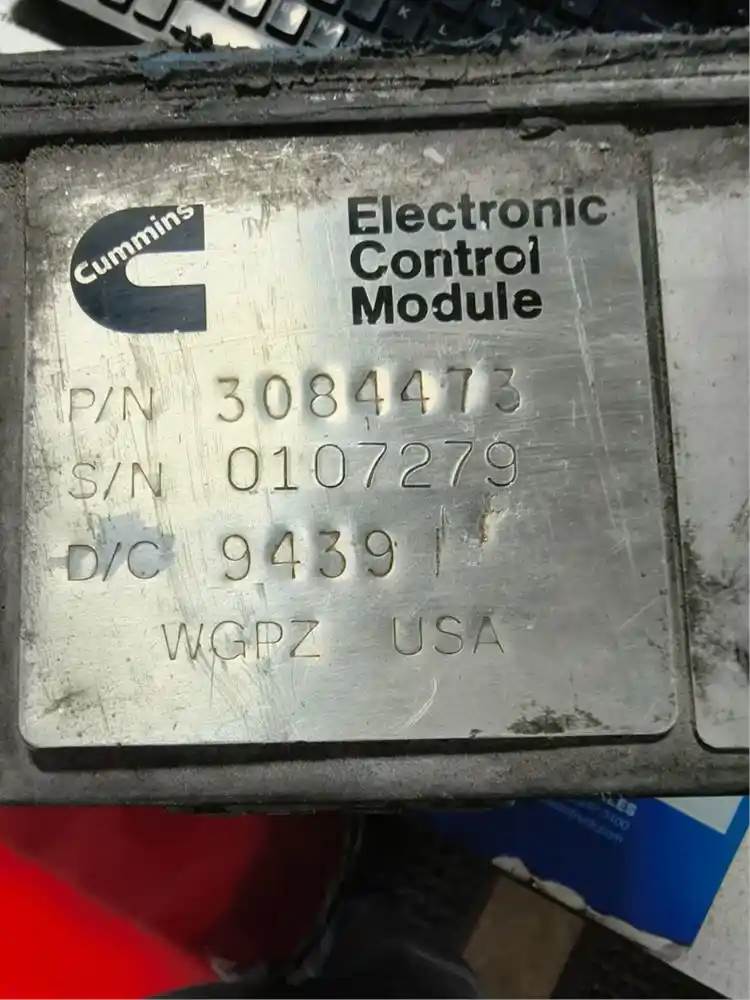 Cummins
Electronic
Control
Module
P/N 3084473
S/N 0107279
D/C 9439
WGPZ USA